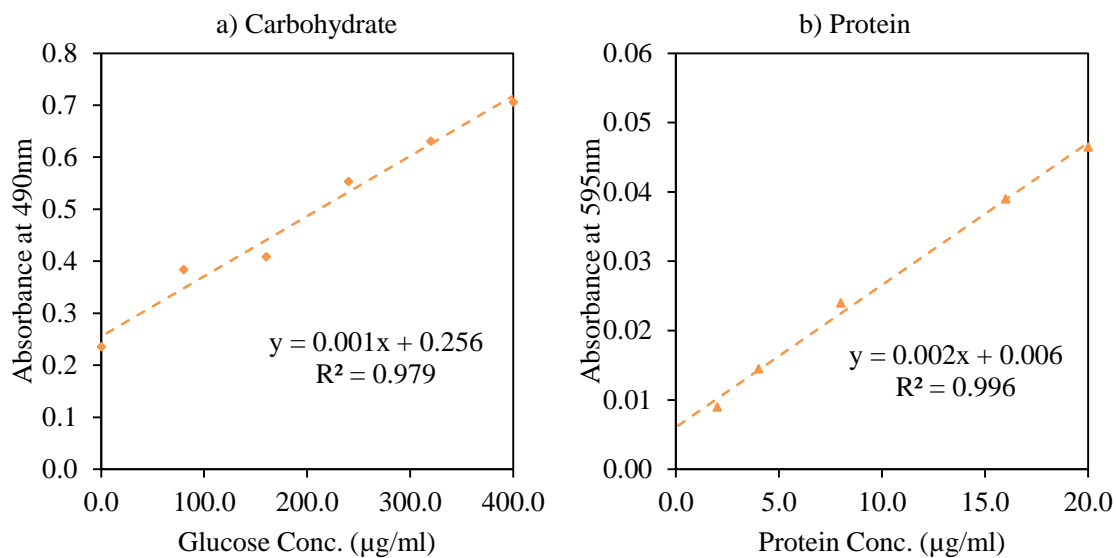 a) Carbohydrate
Absorbance at 490nm
0.8
0.7
0.6
0.5
0.4
0.3
0.2
0.1
0.0
y = 0.001x + 0.256
R² = 0.979
0.0 100.0 200.0 300.0 400.0
Glucose Conc. (µg/ml)
b) Protein
Absorbance at 595nm
0.06
0.05
0.04
0.03
0.02
0.01
0.00
y = 0.002x + 0.006
R² = 0.996
0.0 5.0 10.0 15.0 20.0
Protein Conc. (µg/ml)